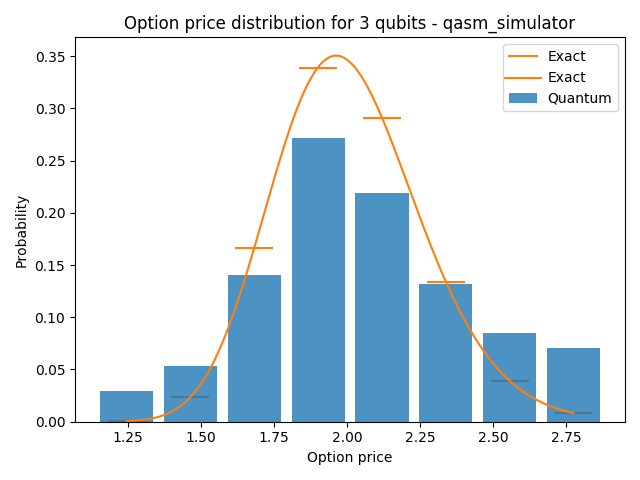 Option price distribution for 3 qubits - qasm_simulator
Exact
Exact
Quantum
Probability
0.35
0.30
0.25
0.20
0.15
0.10
0.05
0.00
1.25 1.50 1.75 2.00 2.25 2.50 2.75
Option price